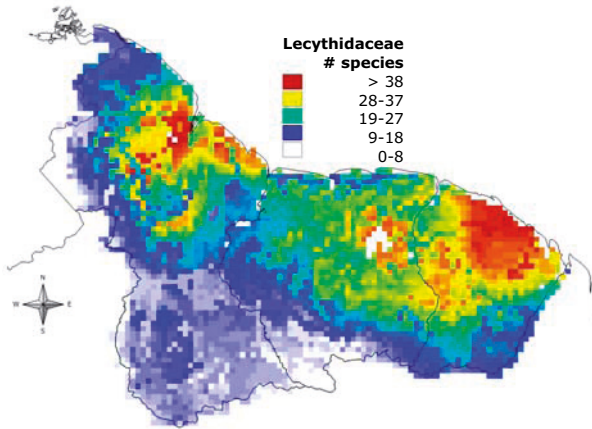 Lecythidaceae
# species
> 38
28-37
19-27
9-18
0-8
N
W E
S